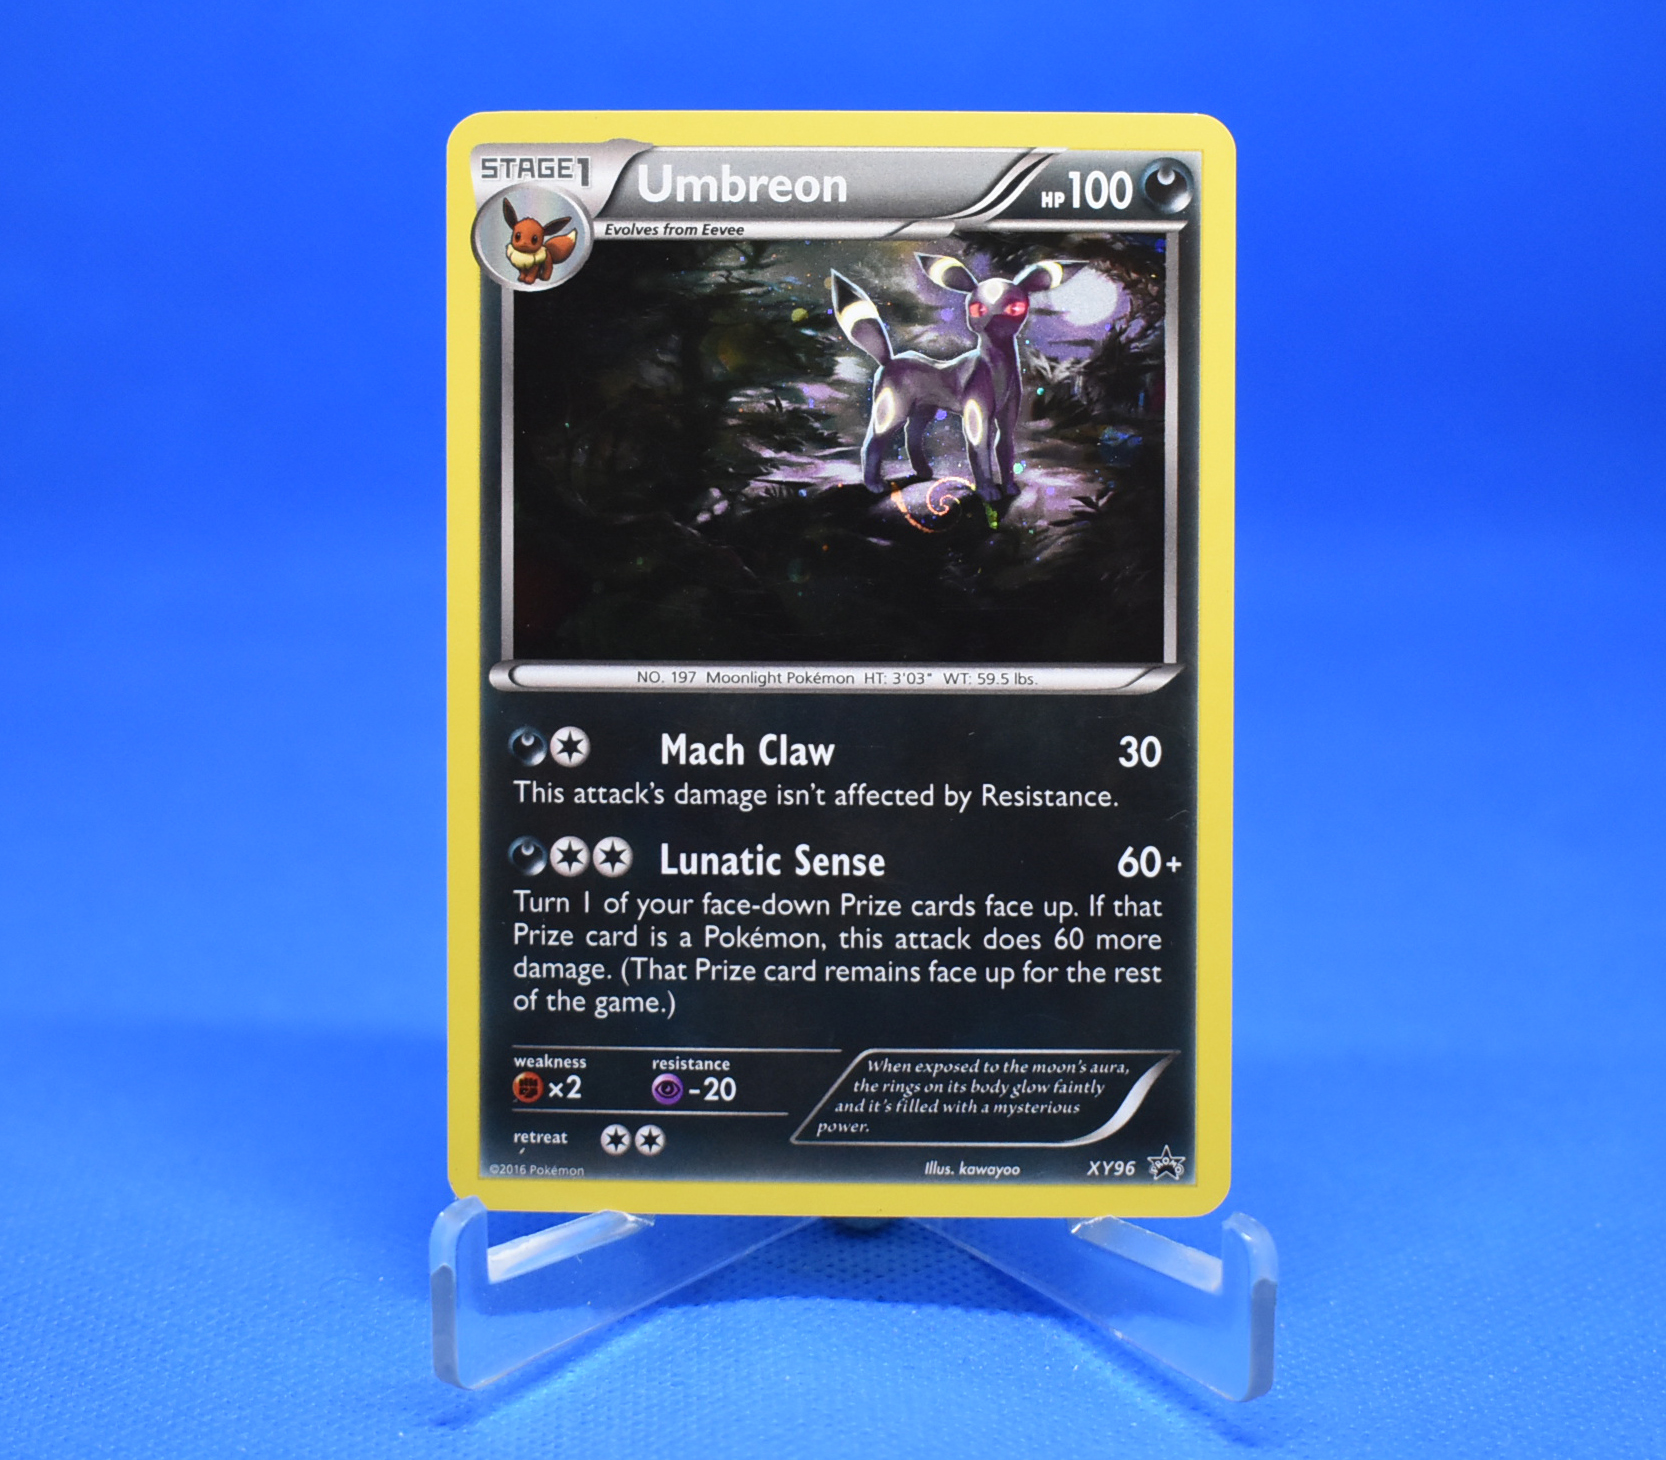 STAGE1 Umbreon HP100
Evolves from Eevee
NO. 197 Moonlight Pokémon HT: 3'03" WT: 59.5 lbs.
Mach Claw 30
This attack's damage isn't affected by Resistance.
Lunatic Sense 60+
Turn 1 of your face-down Prize cards face up. If that
Prize card is a Pokémon, this attack does 60 more
damage. (That Prize card remains face up for the rest
of the game.)
weakness resistance
×2 -20
retreat
When exposed to the moon's aura,
the rings on its body glow faintly
and it's filled with a mysterious
power.
©2016 Pokémon Illus. kawayoo XY96 PROMO